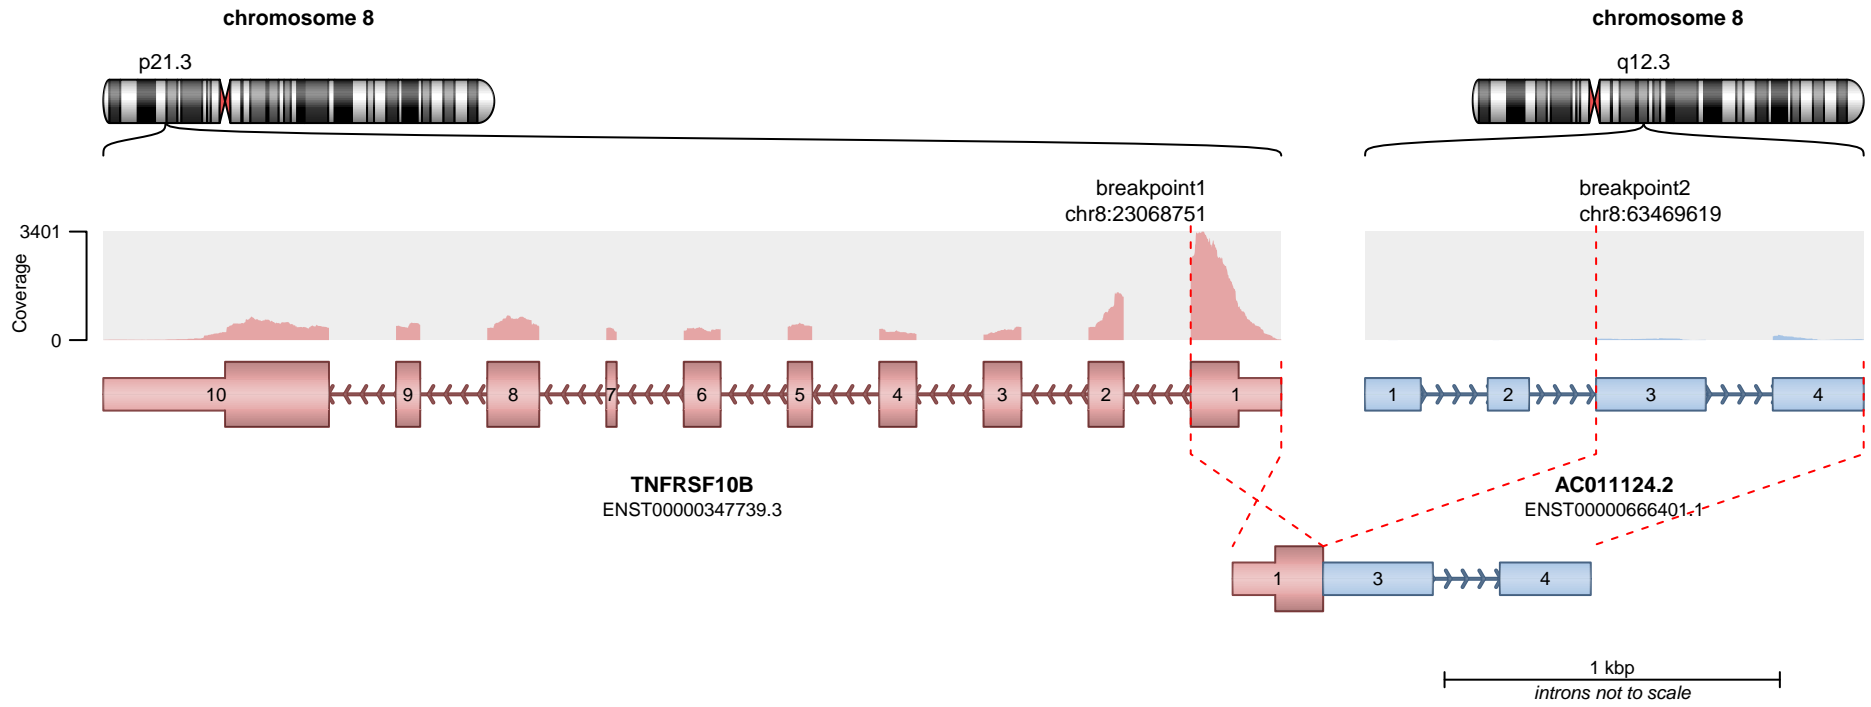 chromosome 8
chromosome 8
p21.3
q12.3
breakpoint1
chr8:23068751
breakpoint2
chr8:63469619
3401
Coverage
0
10
9
8
7
6
5
4
3
2
1
1
2
3
4
TNFRSF10B
ENST00000347739.3
AC011124.2
ENST00000666401.1
1
3
4
1 kbp
introns not to scale